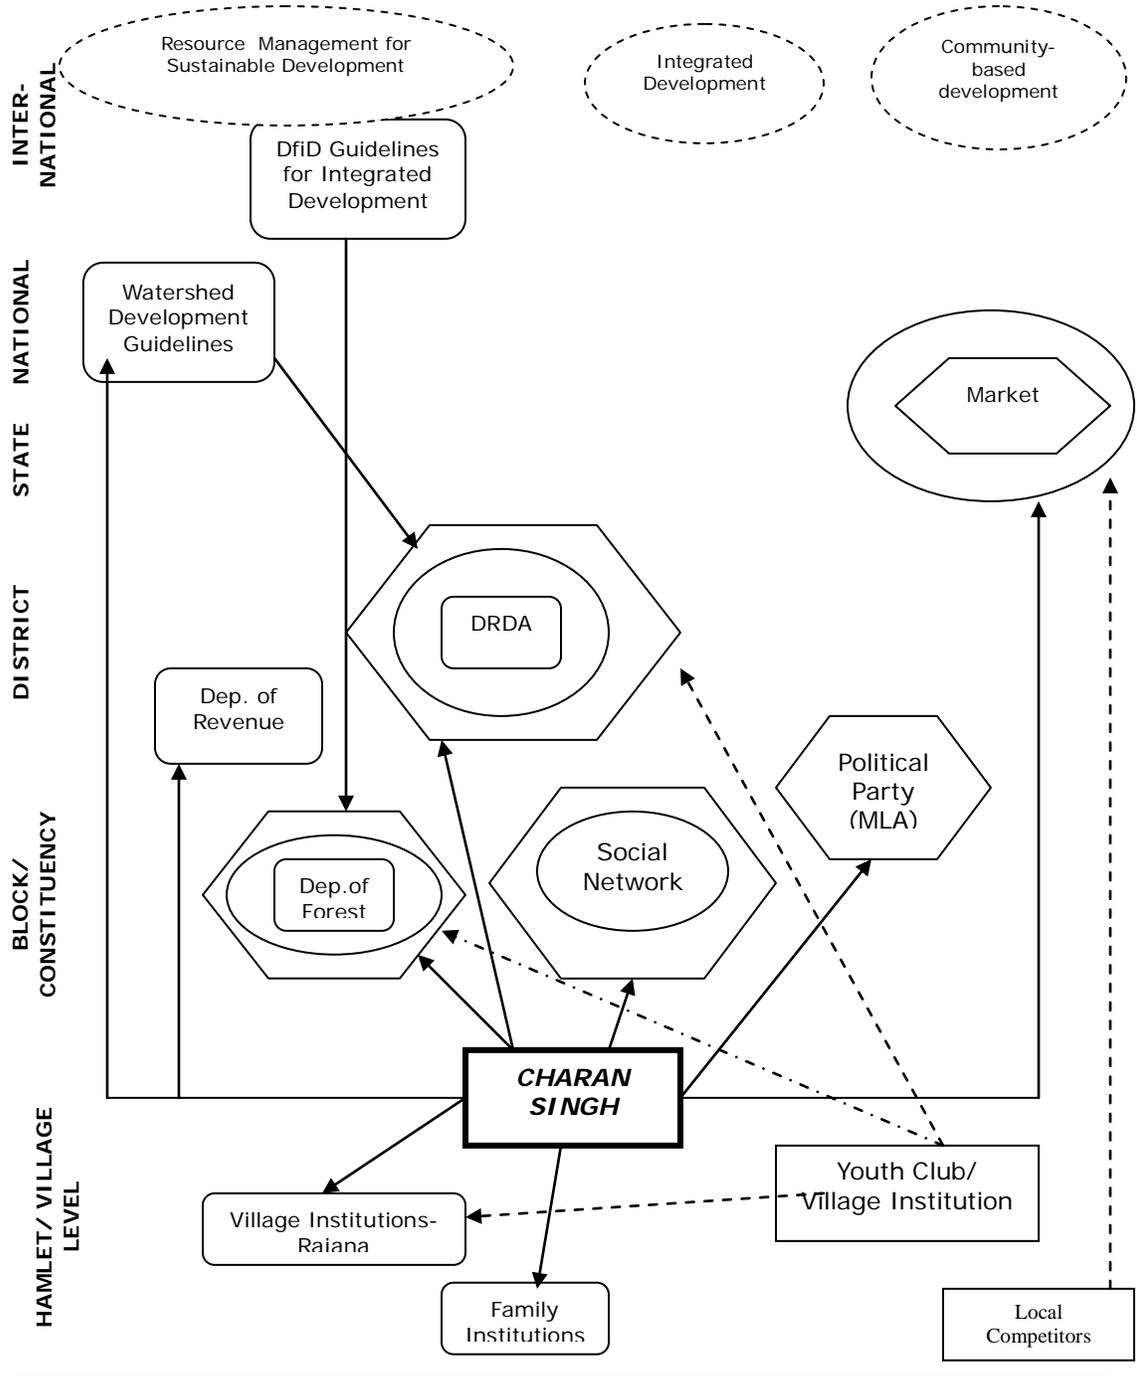 INTER-
NATIONAL
Resource Management for
Sustainable Development
Integrated
Development
Community-
based
development
DfiD Guidelines
for Integrated
Development
NATIONAL
Watershed
Development
Guidelines
STATE
Market
DISTRICT
DRDA
Dep. of
Revenue
Political
Party
(MLA)
BLOCK/
CONSTITUENCY
Dep.of
Forest
Social
Network
CHARAN
SINGH
HAMLET/ VILLAGE
LEVEL
Youth Club/
Village Institution
Village Institutions-
Family
Institutions
Local
Competitors